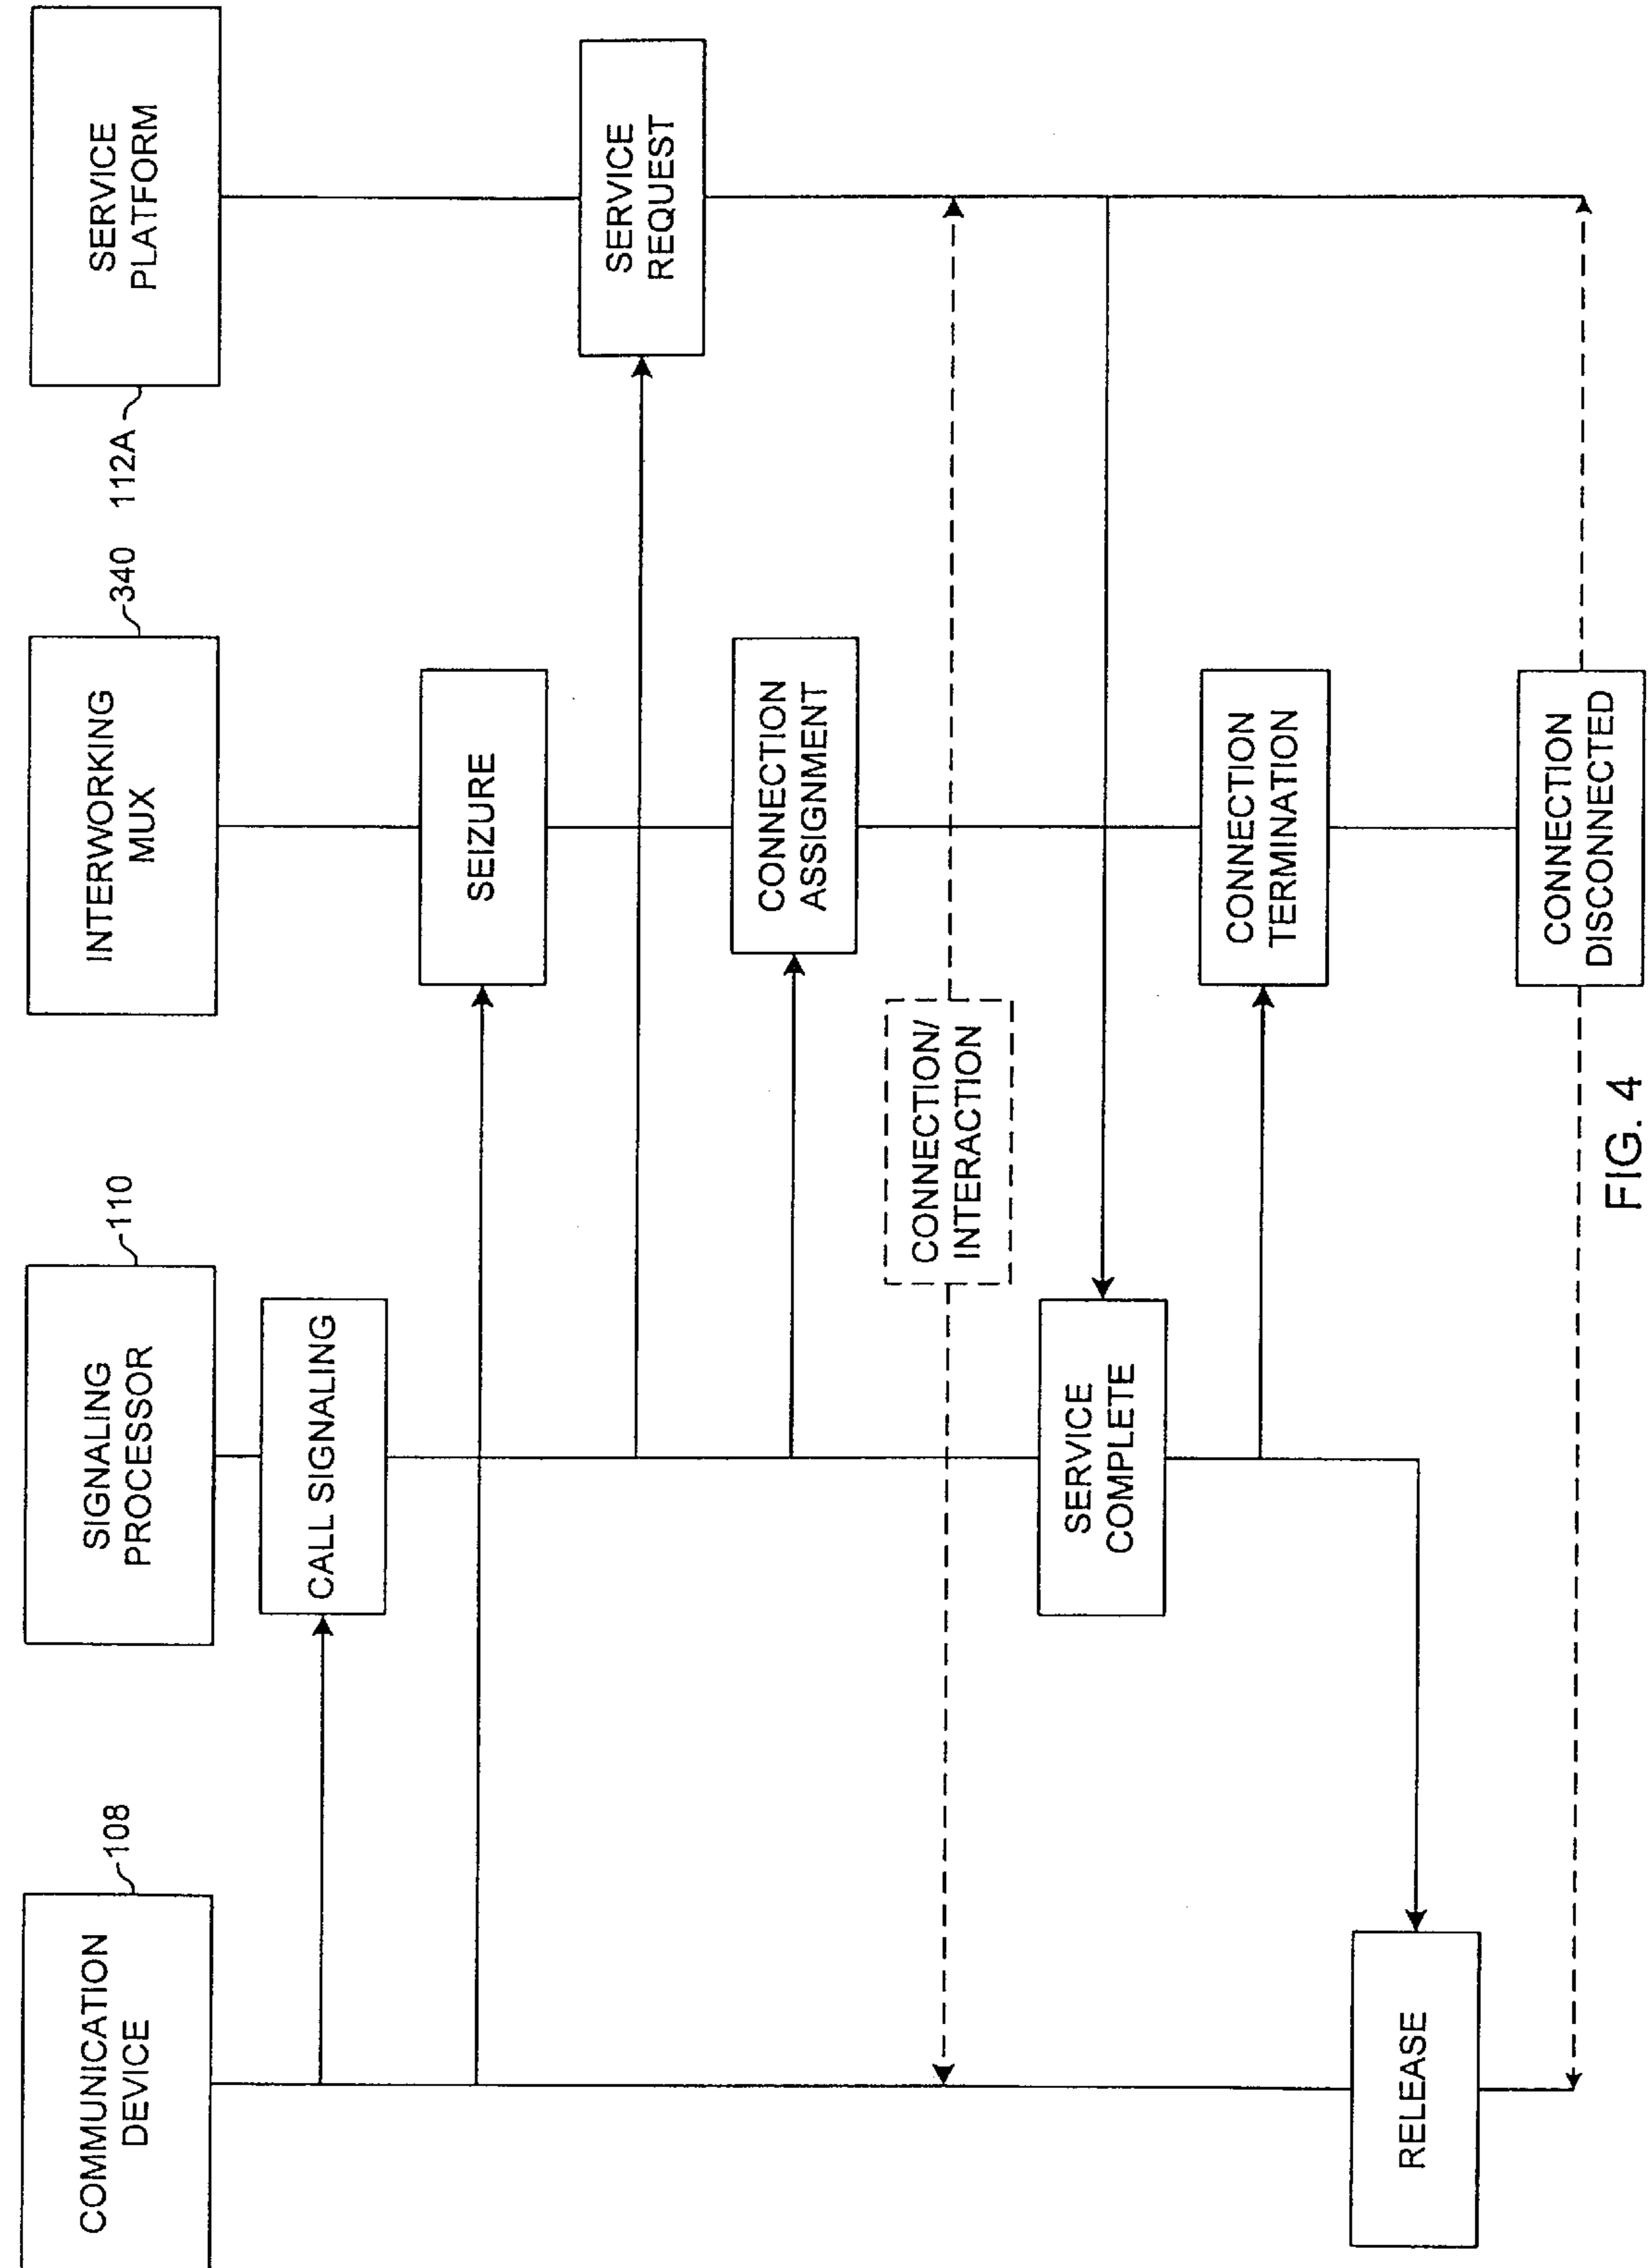 COMMUNICATION
DEVICE
108
SIGNALING
PROCESSOR
110
INTERWORKING
MUX
340
SERVICE
PLATFORM
112A
CALL SIGNALING
SEIZURE
SERVICE
REQUEST
CONNECTION
ASSIGNMENT
CONNECTION/
INTERACTION
SERVICE
COMPLETE
CONNECTION
TERMINATION
RELEASE
CONNECTION
DISCONNECTED
FIG. 4